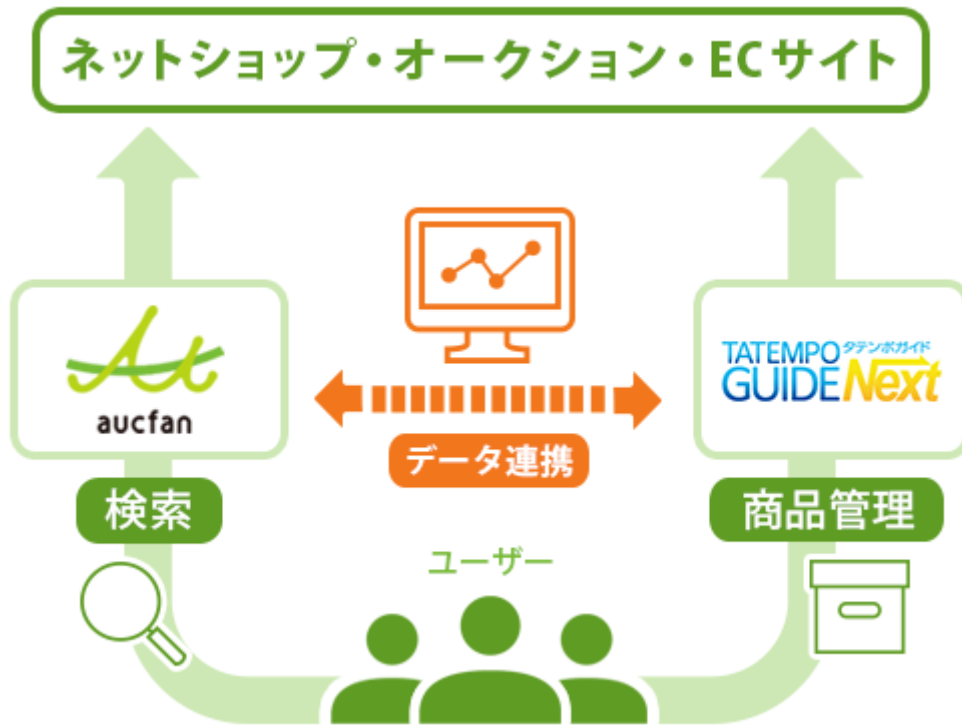 ネットショップ・オークション・ECサイト
aucfan
TATEMPO タテンポガイド
GUIDE Next
データ連携
検索
商品管理
ユーザー